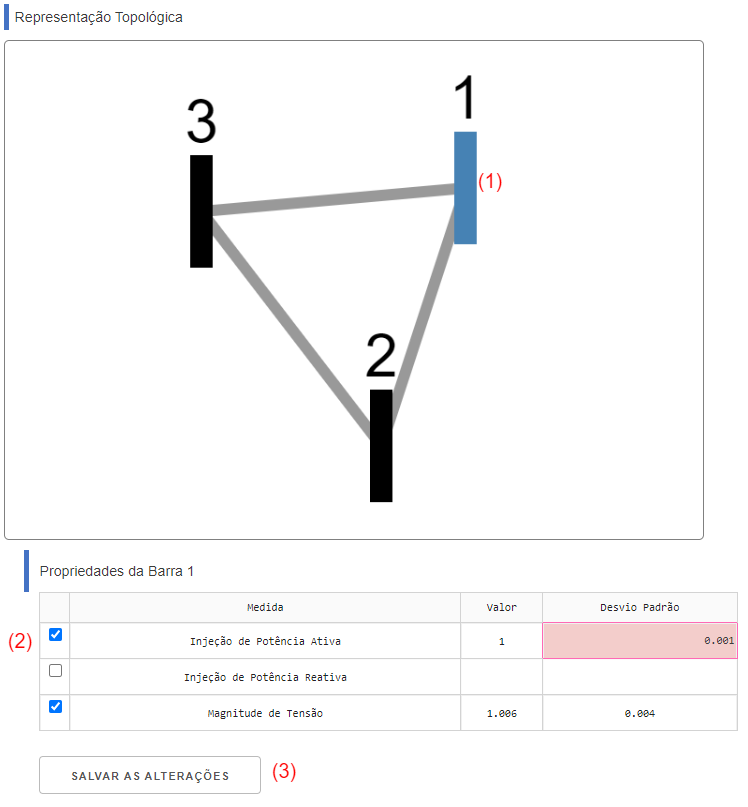 Representação Topológica
1
3
(1)
2
Propriedades da Barra 1
Medida Valor Desvio Padrão
(2) Injeção de Potência Ativa 1 0.001
Injeção de Potência Reativa
Magnitude de Tensão 1.006 0.004
SALVAR AS ALTERAÇÕES (3)